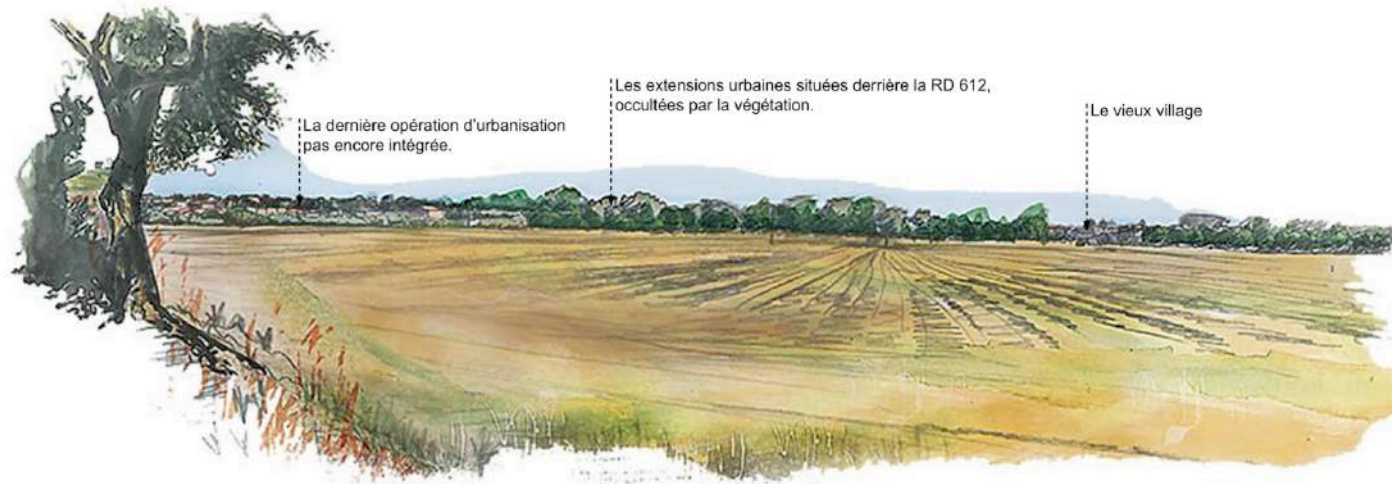 La dernière opération d'urbanisation
pas encore intégrée.
Les extensions urbaines situées derrière la RD 612,
occultées par la végétation.
Le vieux village